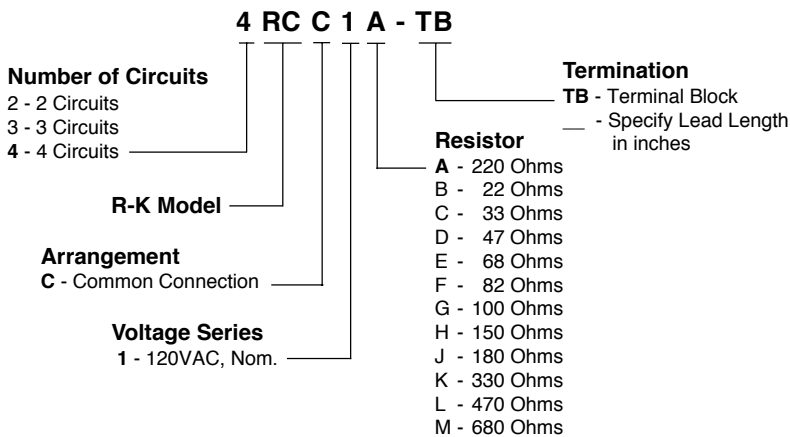 4 RC C 1 A - TB
Number of Circuits
2 - 2 Circuits
3 - 3 Circuits
4 - 4 Circuits
R-K Model
Arrangement
C - Common Connection
Voltage Series
1 - 120VAC, Nom.
Resistor
A - 220 Ohms
B - 22 Ohms
C - 33 Ohms
D - 47 Ohms
E - 68 Ohms
F - 82 Ohms
G - 100 Ohms
H - 150 Ohms
J - 180 Ohms
K - 330 Ohms
L - 470 Ohms
M - 680 Ohms
Termination
TB - Terminal Block
__ - Specify Lead Length
in inches